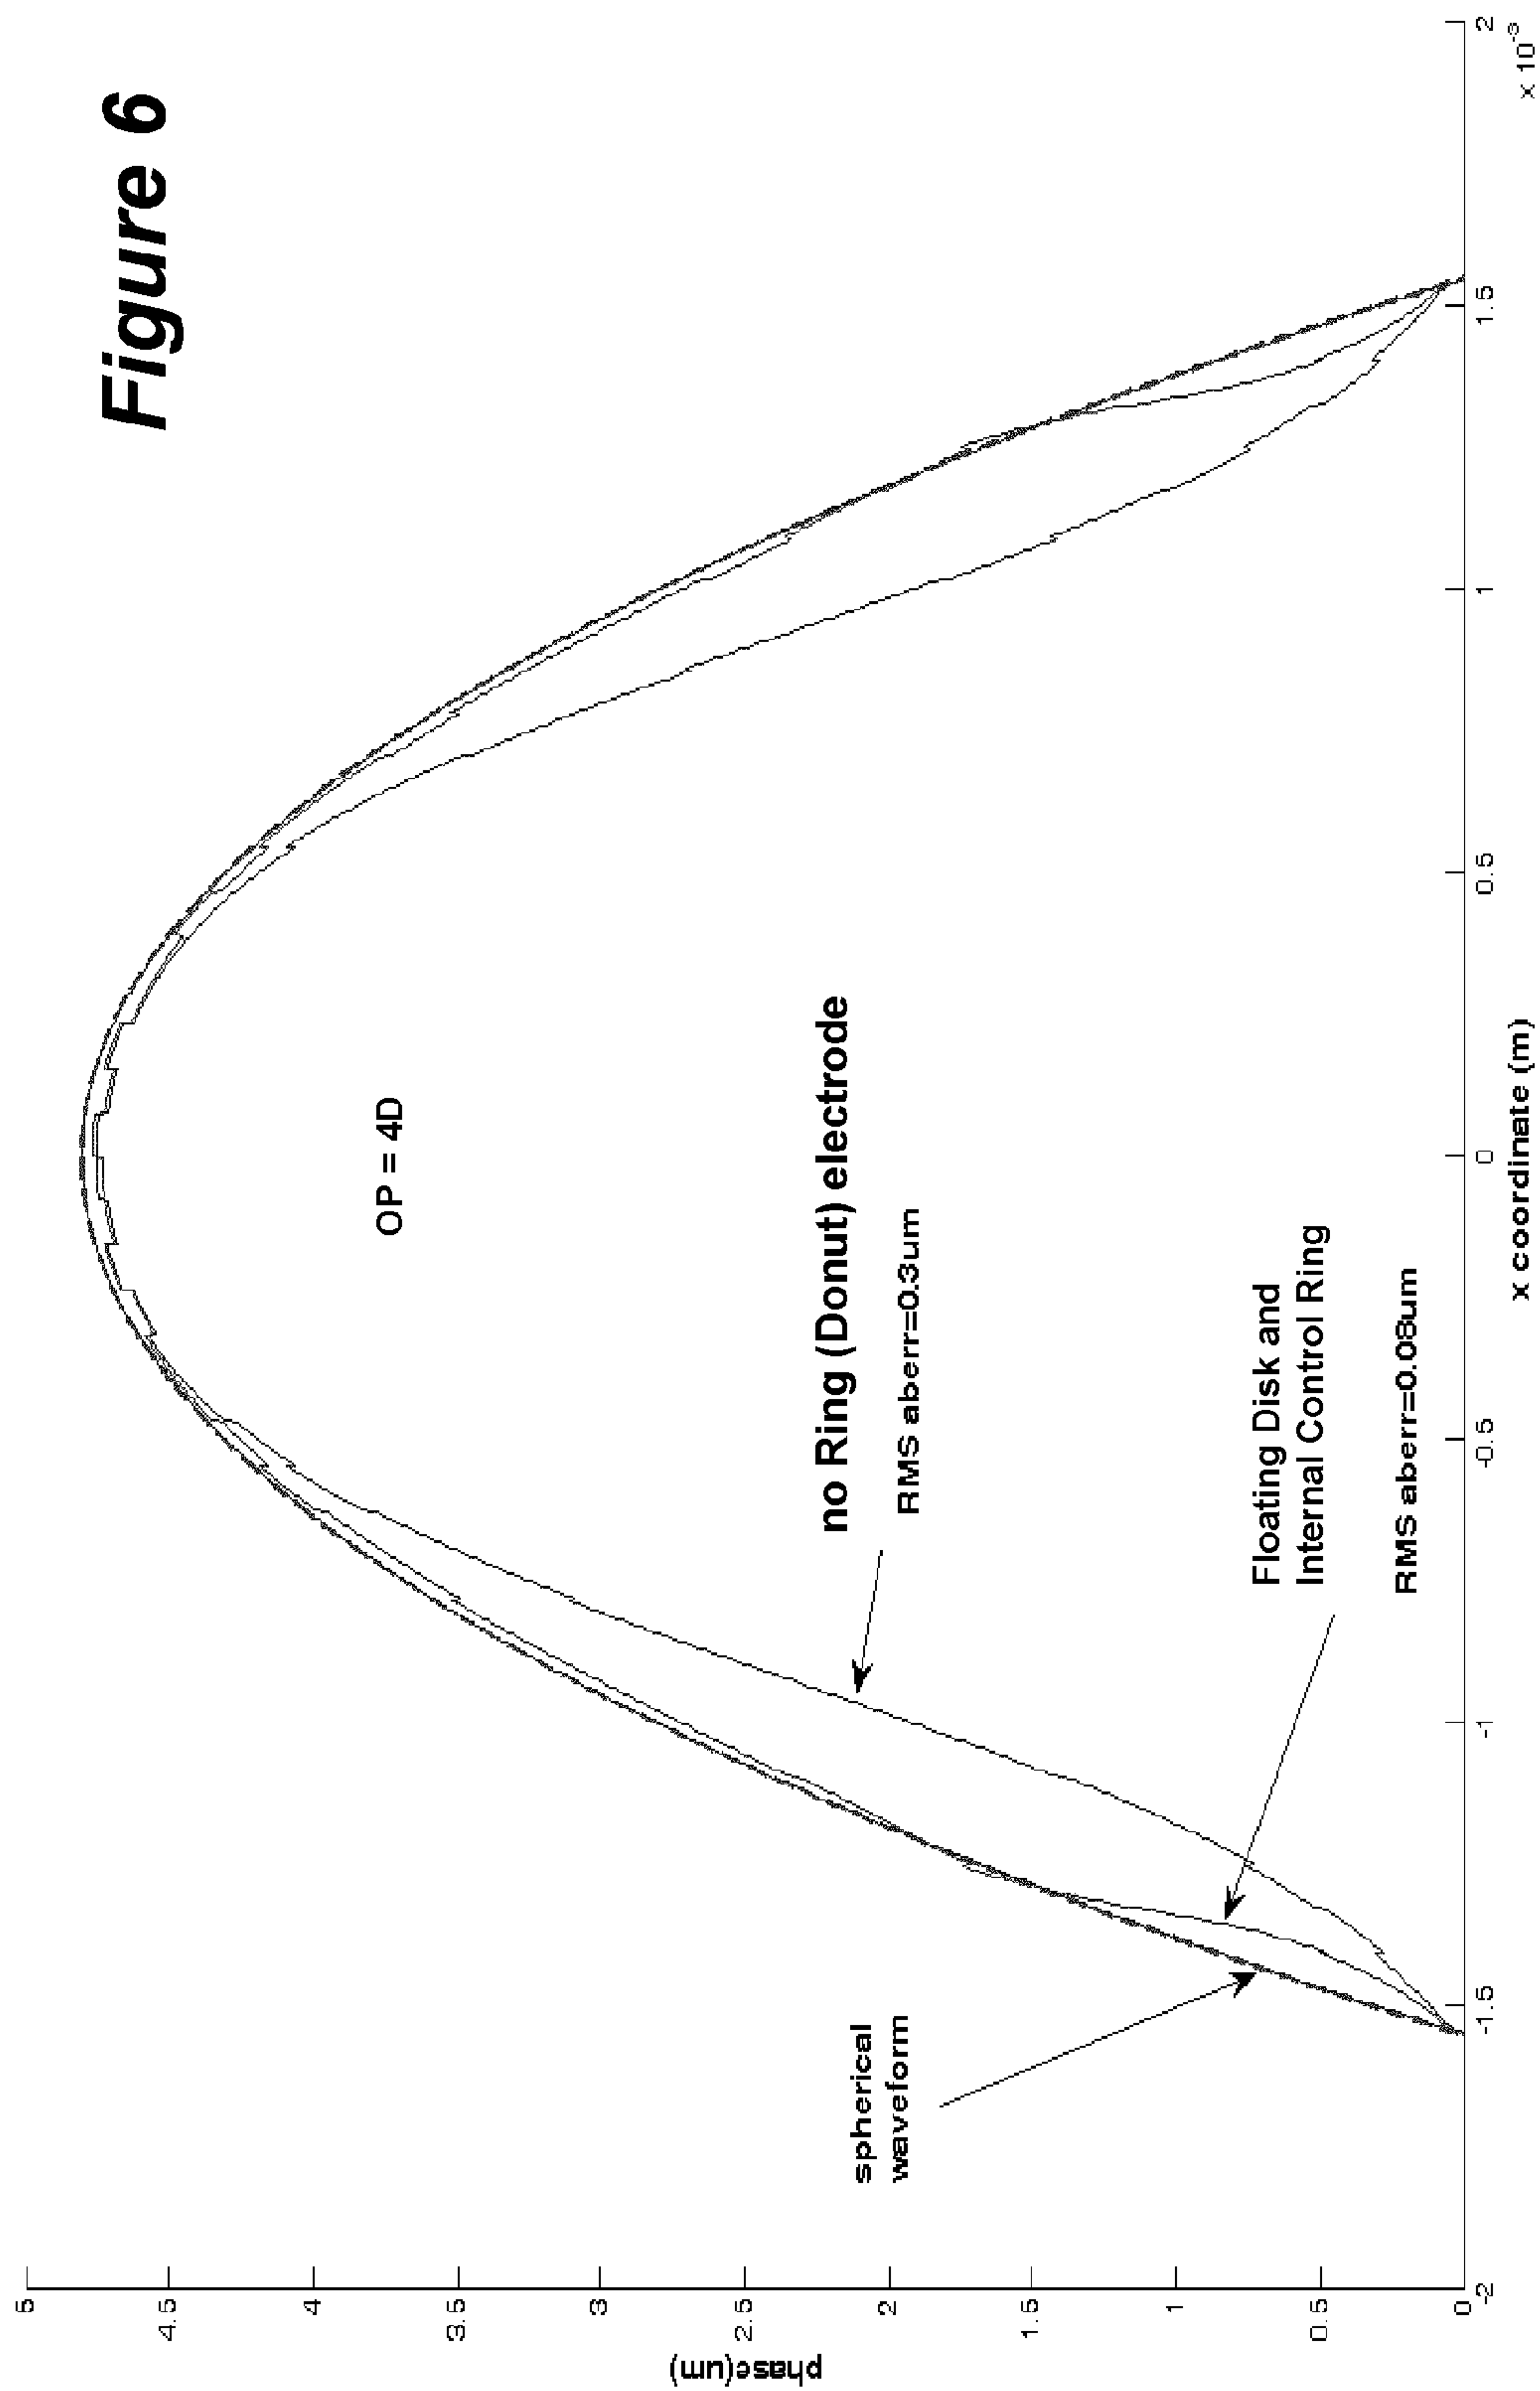 Figure 6
OP = 4D
no Ring (Donut) electrode
RMS aberr=0.3um
spherical
waveform
Floating Disk and
Internal Control Ring
RMS aberr=0.08um
phase(um)
5
4.5
4
3.5
3
2.5
2
1.5
1
0.5
0
-2
-1.5
-1
-0.5
0
0.5
1
1.5
2
x 10-3
x coordinate (m)